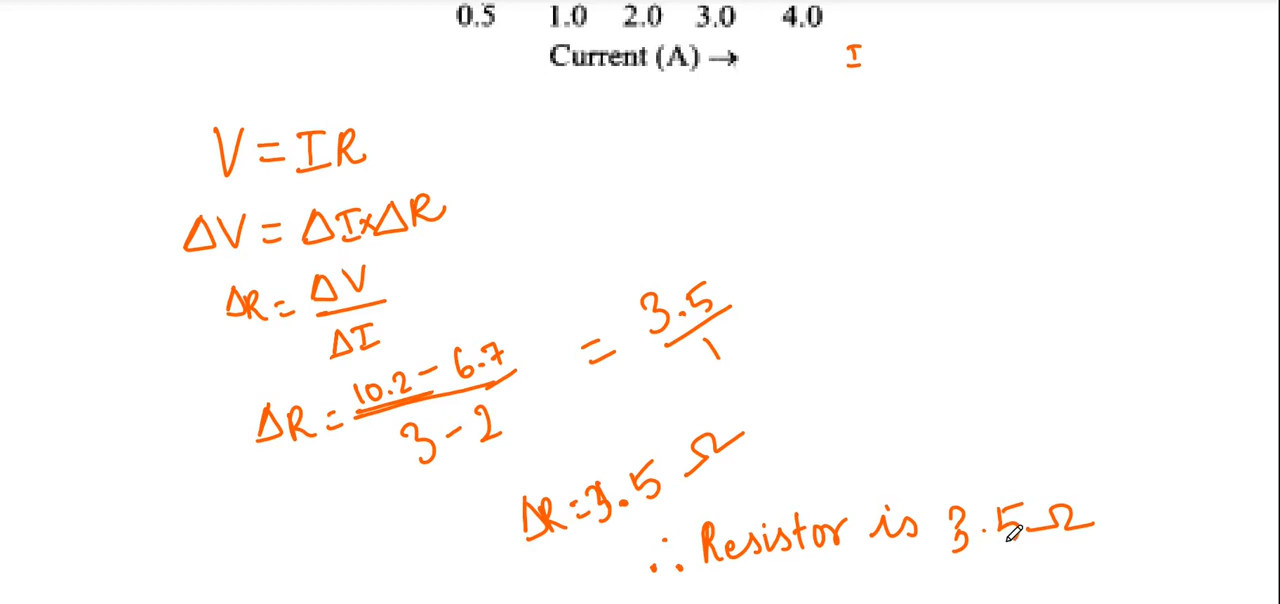 0.5 1.0 2.0 3.0 4.0
Current (A) → I
V = IR
ΔV = ΔI×ΔR
ΔR = ΔV/ΔI
ΔR = 10.2 - 6.7 / 3 - 2 = 3.5 / 1
ΔR = 3.5 Ω
∴ Resistor is 3.5 Ω